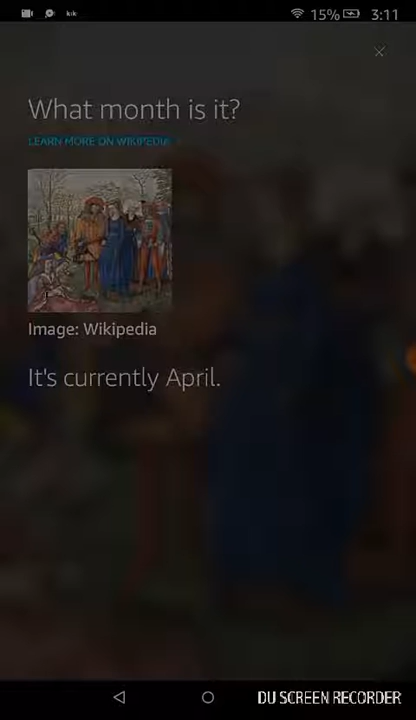 kik 15% 3:11
What month is it?
LEARN MORE ON WIKIPEDIA
Image: Wikipedia
It's currently April.
DU SCREEN RECORDER